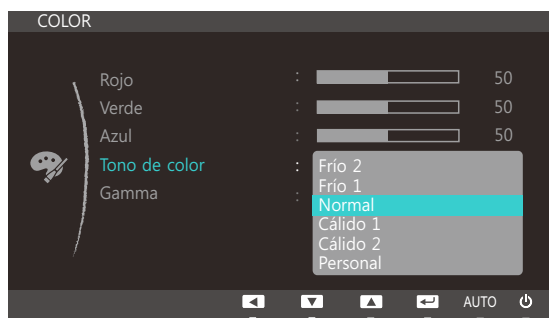 COLOR
Rojo : 50
Verde : 50
Azul : 50
Tono de color :
Frío 2
Frío 1
Gamma :
Normal
Cálido 1
Cálido 2
Personal
AUTO